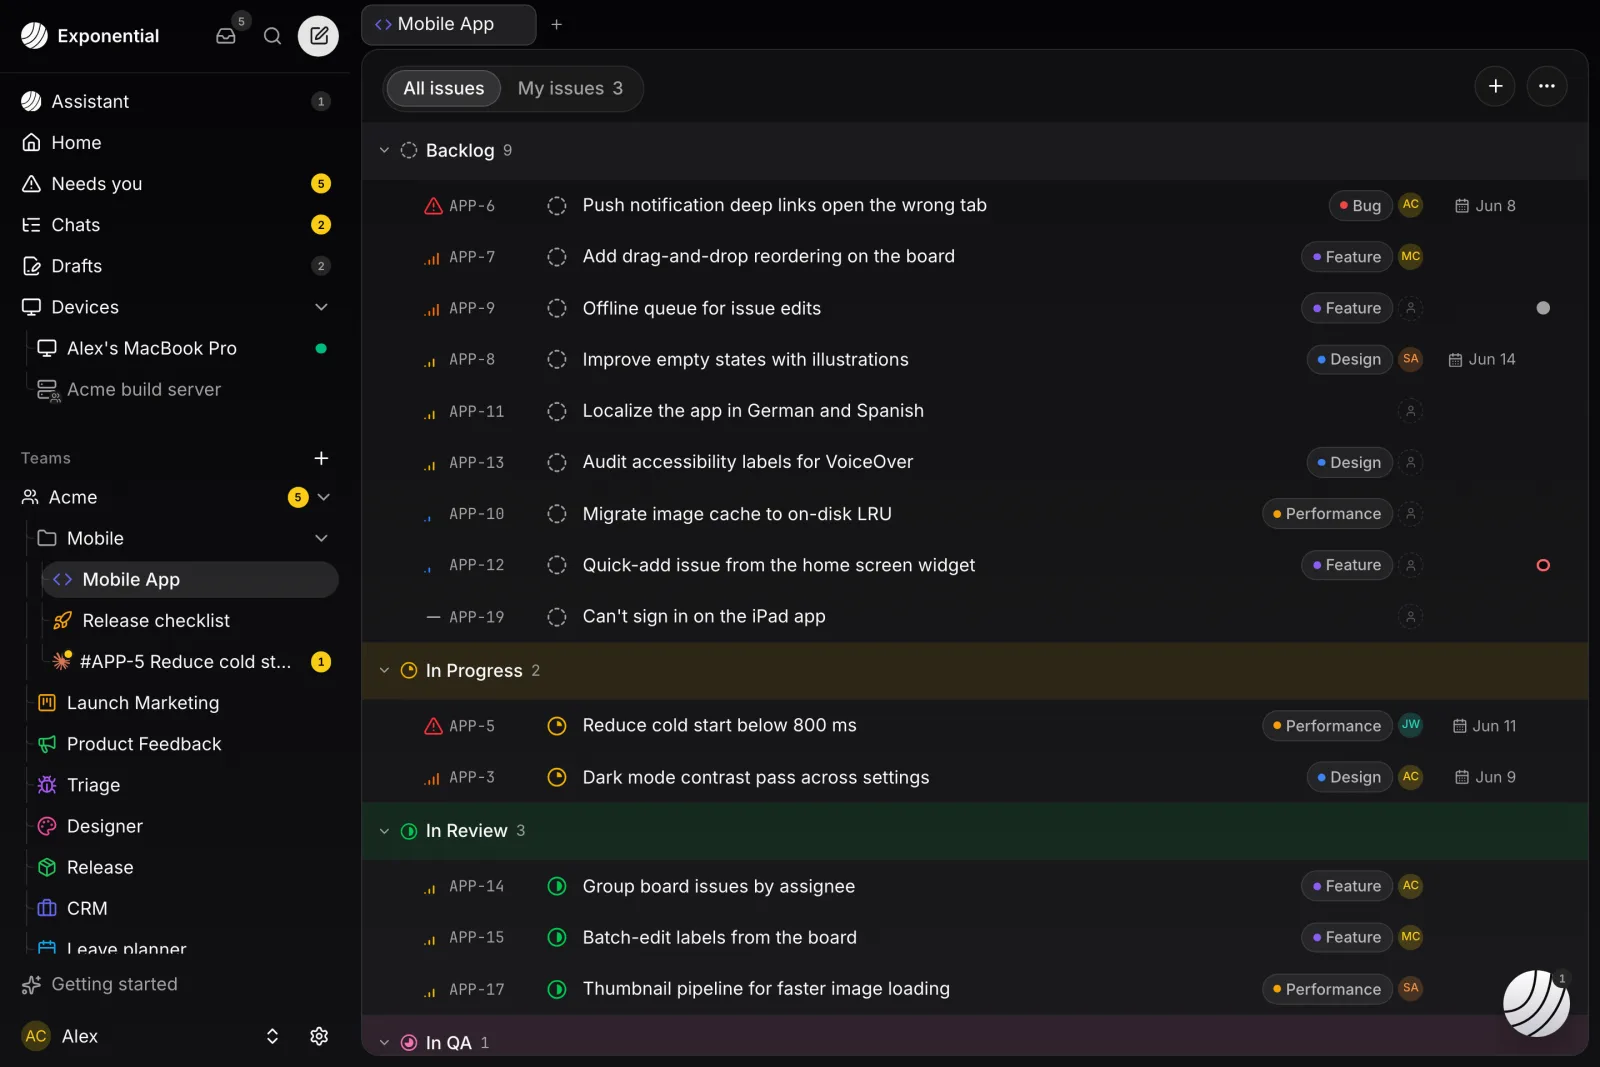 Exponential
5
Assistant 1
Home
Needs you 5
Chats 2
Drafts 2
Devices
Alex's MacBook Pro
Acme build server
Teams
Acme 5
Mobile
Mobile App
Release checklist
#APP-5 Reduce cold st... 1
Launch Marketing
Product Feedback
Triage
Designer
Release
CRM
Leave planner
Getting started
AC Alex
Mobile App
All issues My issues 3
Backlog 9
APP-6 Push notification deep links open the wrong tab Bug AC Jun 8
APP-7 Add drag-and-drop reordering on the board Feature MC
APP-9 Offline queue for issue edits Feature
APP-8 Improve empty states with illustrations Design SA Jun 14
APP-11 Localize the app in German and Spanish
APP-13 Audit accessibility labels for VoiceOver Design
APP-10 Migrate image cache to on-disk LRU Performance
APP-12 Quick-add issue from the home screen widget Feature
APP-19 Can't sign in on the iPad app
In Progress 2
APP-5 Reduce cold start below 800 ms Performance JW Jun 11
APP-3 Dark mode contrast pass across settings Design AC Jun 9
In Review 3
APP-14 Group board issues by assignee Feature AC
APP-15 Batch-edit labels from the board Feature MC
APP-17 Thumbnail pipeline for faster image loading Performance SA
1
In QA 1